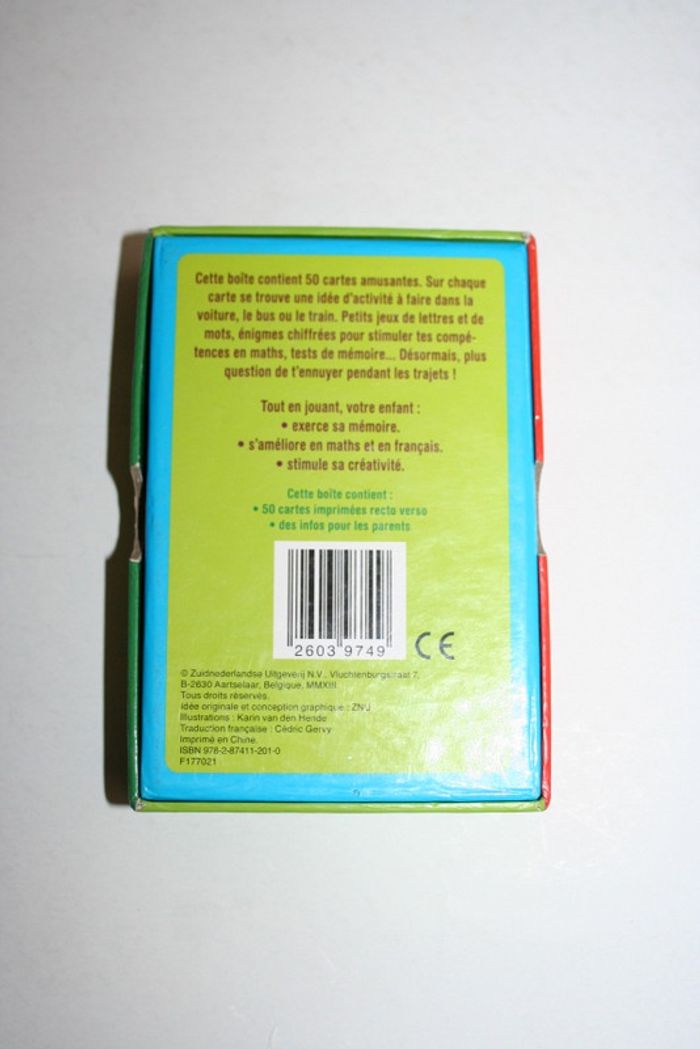 Cette boîte contient 50 cartes amusantes. Sur chaque
carte se trouve une idée d'activité à faire dans la
voiture, le bus ou le train. Petits jeux de lettres et de
mots, énigmes chiffrées pour stimuler tes compé-
tences en maths, tests de mémoire... Désormais, plus
question de t'ennuyer pendant les trajets !
Tout en jouant, votre enfant :
• exerce sa mémoire.
• s'améliore en maths et en français.
• stimule sa créativité.
Cette boîte contient :
• 50 cartes imprimées recto verso
• des infos pour les parents
2603 9749
CE
© Zuidnederlandse Uitgeverij N.V., Vluchtenburgstraat 7,
B-2630 Aartselaar, Belgique, MMXIII.
Tous droits réservés.
Idée originale et conception graphique : ZNU
Illustrations : Karin van den Hende
Traduction française : Cédric Gervy
Imprimé en Chine.
ISBN 978-2-87411-201-0
F177021